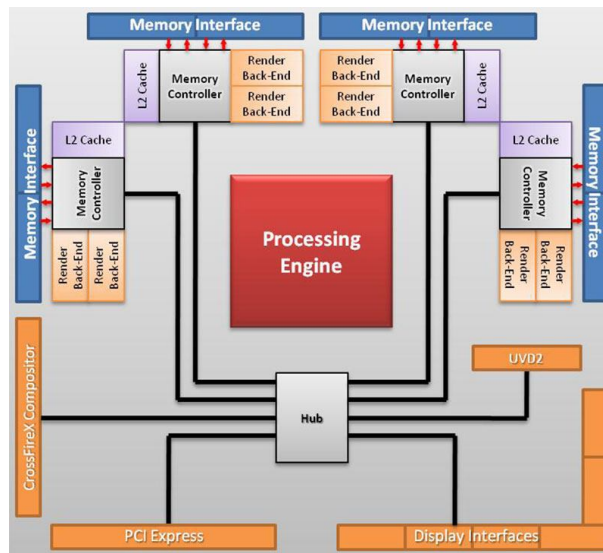 Memory Interface
Memory Interface
L2 Cache
Memory
Controller
Render
Back-End
Render
Back-End
Render
Back-End
Render
Back-End
Memory
Controller
L2 Cache
Memory Interface
L2 Cache
Memory
Controller
Render
Back-End
Render
Back-End
Processing
Engine
L2 Cache
Memory
Controller
Render
Back-End
Render
Back-End
Memory Interface
CrossFireX Compositor
Hub
UVD2
PCI Express
Display Interfaces